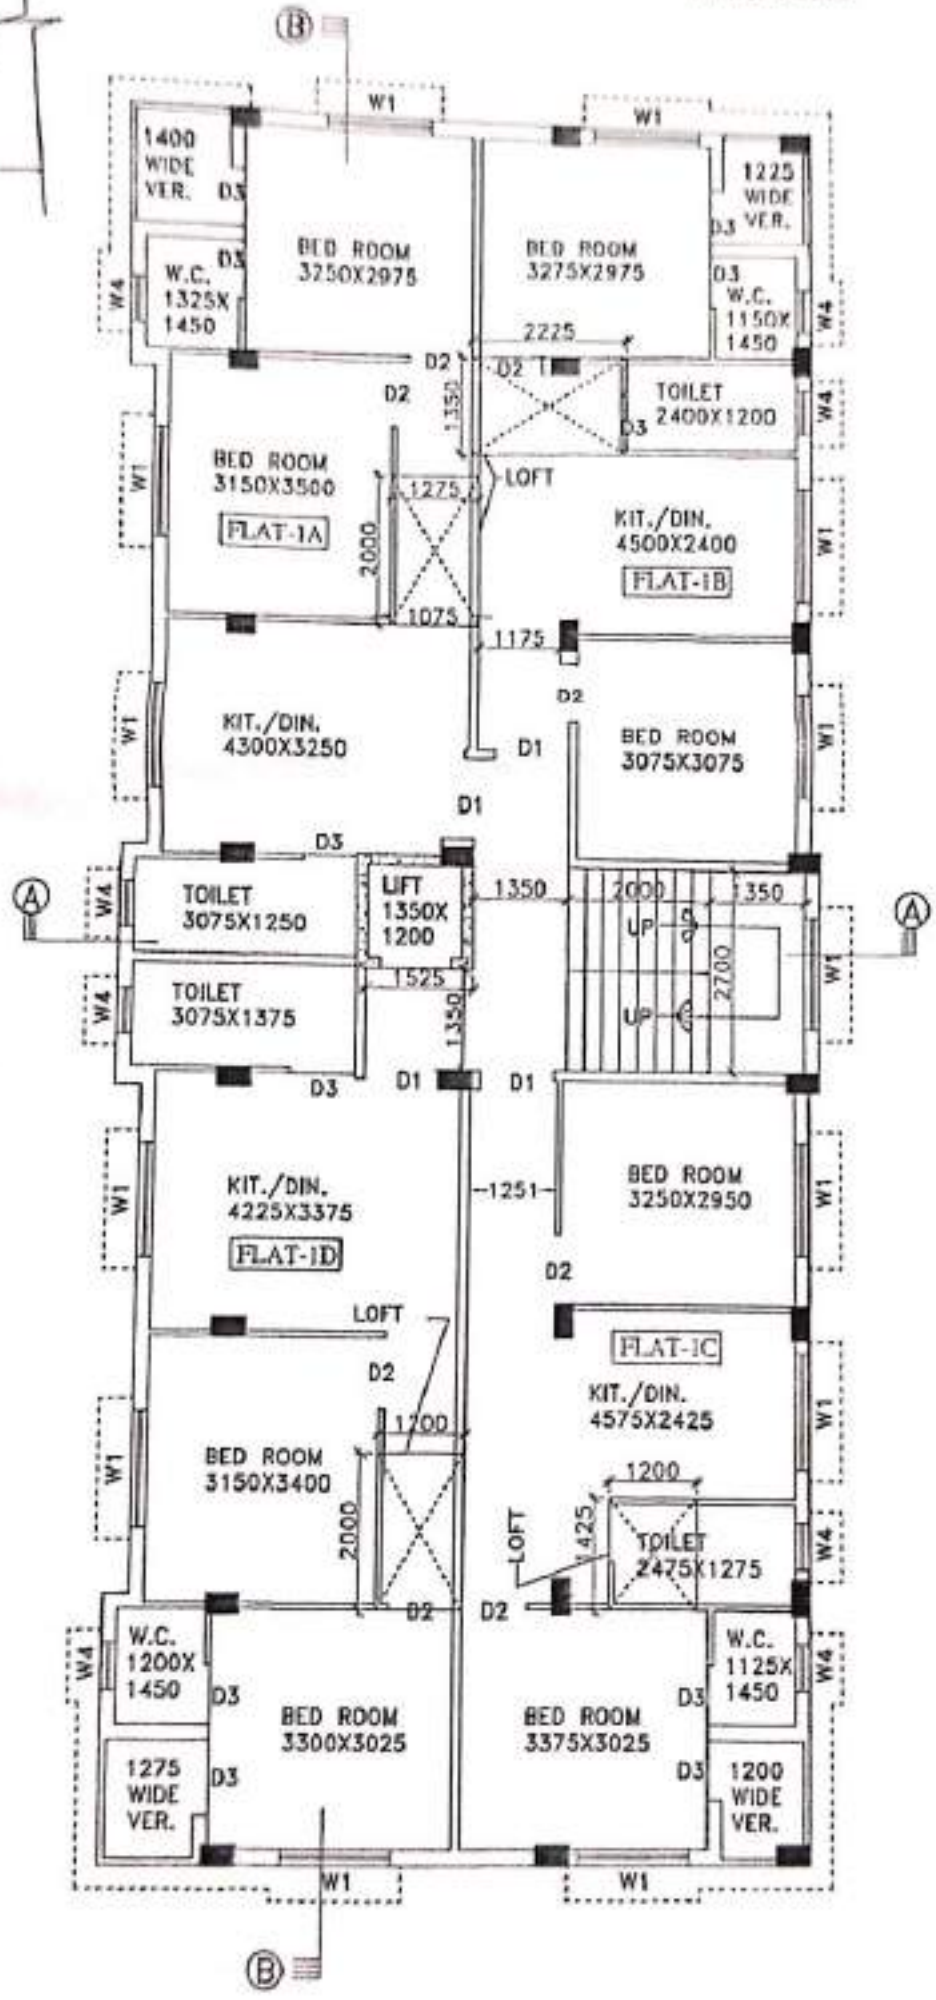 B
W1
W1
1400
WIDE
VER.
D3
1225
WIDE
VER.
D3
BED ROOM
3250X2975
BED ROOM
3275X2975
D3
W.C.
1325X
1450
W4
D3
W.C.
1150X
1450
W4
2225
D2
D2
D2
1350
TOILET
2400X1200
D3
W4
BED ROOM
3150X3500
FLAT-1A
W1
1275
LOFT
2000
1075
KIT./DIN.
4500X2400
FLAT-1B
W1
1175
D2
KIT./DIN.
4300X3250
W1
D1
D1
BED ROOM
3075X3075
W1
D3
A
W4
TOILET
3075X1250
LIFT
1350X
1200
1350
2000
1350
UP
UP
2700
A
W1
1525
1350
W4
TOILET
3075X1375
D3
D1
D1
KIT./DIN.
4225X3375
FLAT-1D
W1
1251
BED ROOM
3250X2950
W1
D2
LOFT
D2
FLAT-1C
KIT./DIN.
4575X2425
W1
1200
BED ROOM
3150X3400
W1
2000
1200
1425
LOFT
TOILET
2475X1275
W4
D2
D2
W.C.
1200X
1450
W4
D3
BED ROOM
3300X3025
BED ROOM
3375X3025
D3
W.C.
1125X
1450
W4
1275
WIDE
VER.
D3
D3
1200
WIDE
VER.
W1
W1
B